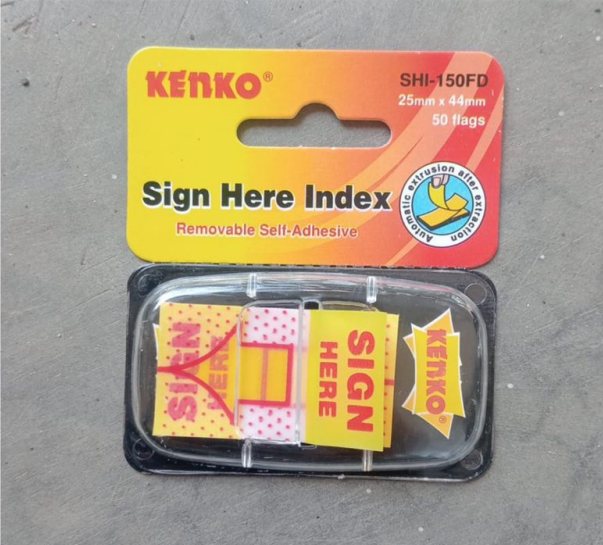 KENKO®
SHI-150FD
25mm x 44mm
50 flags
Sign Here Index
Removable Self-Adhesive
Automatic extrusion after extraction
SIGN
HERE
SIGN
HERE
KENKO®